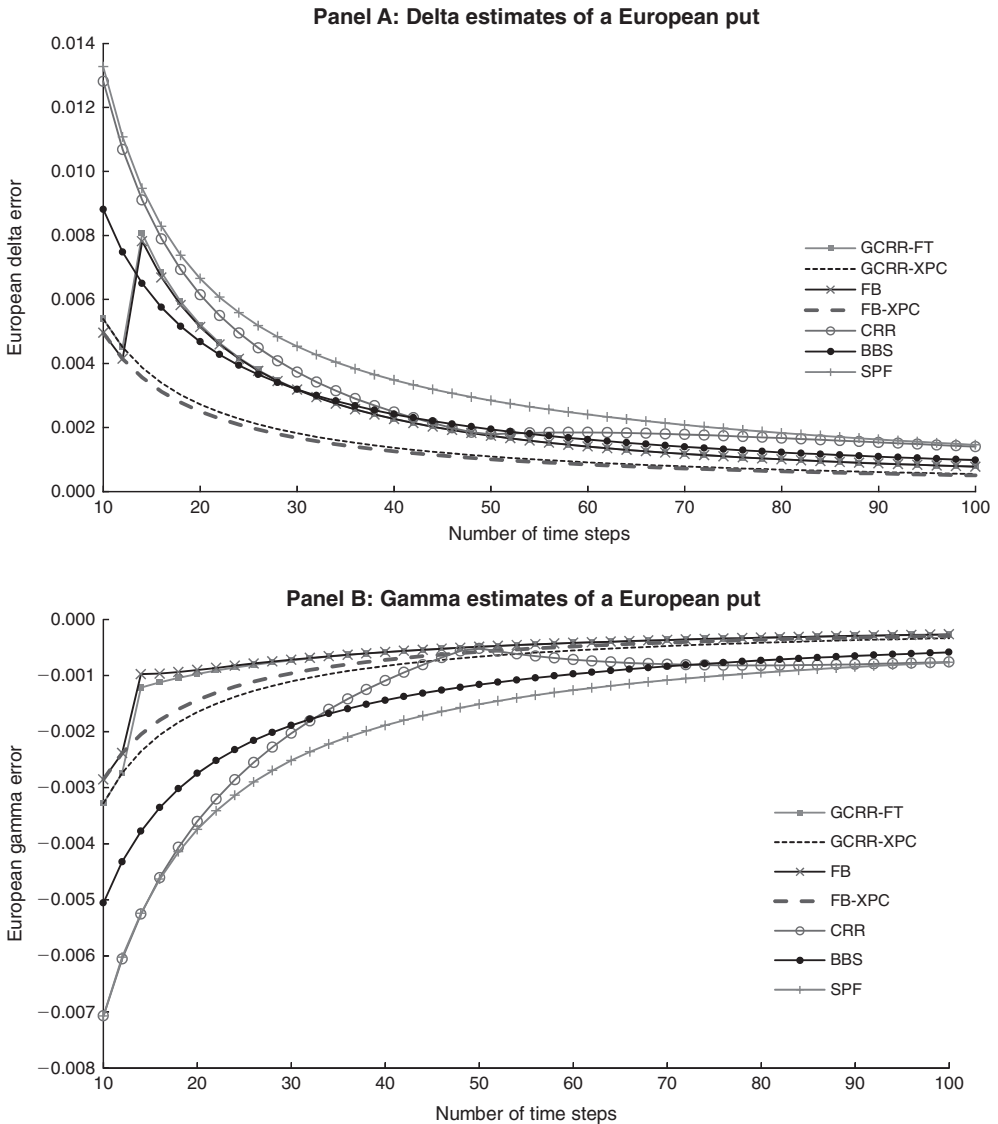 Panel A: Delta estimates of a European put
0.014
0.012
0.010
0.008
0.006
0.004
0.002
0.000
European delta error
10 20 30 40 50 60 70 80 90 100
Number of time steps
GCRR-FT
GCRR-XPC
FB
FB-XPC
CRR
BBS
SPF
Panel B: Gamma estimates of a European put
0.000
−0.001
−0.002
−0.003
−0.004
−0.005
−0.006
−0.007
−0.008
European gamma error
10 20 30 40 50 60 70 80 90 100
Number of time steps
GCRR-FT
GCRR-XPC
FB
FB-XPC
CRR
BBS
SPF